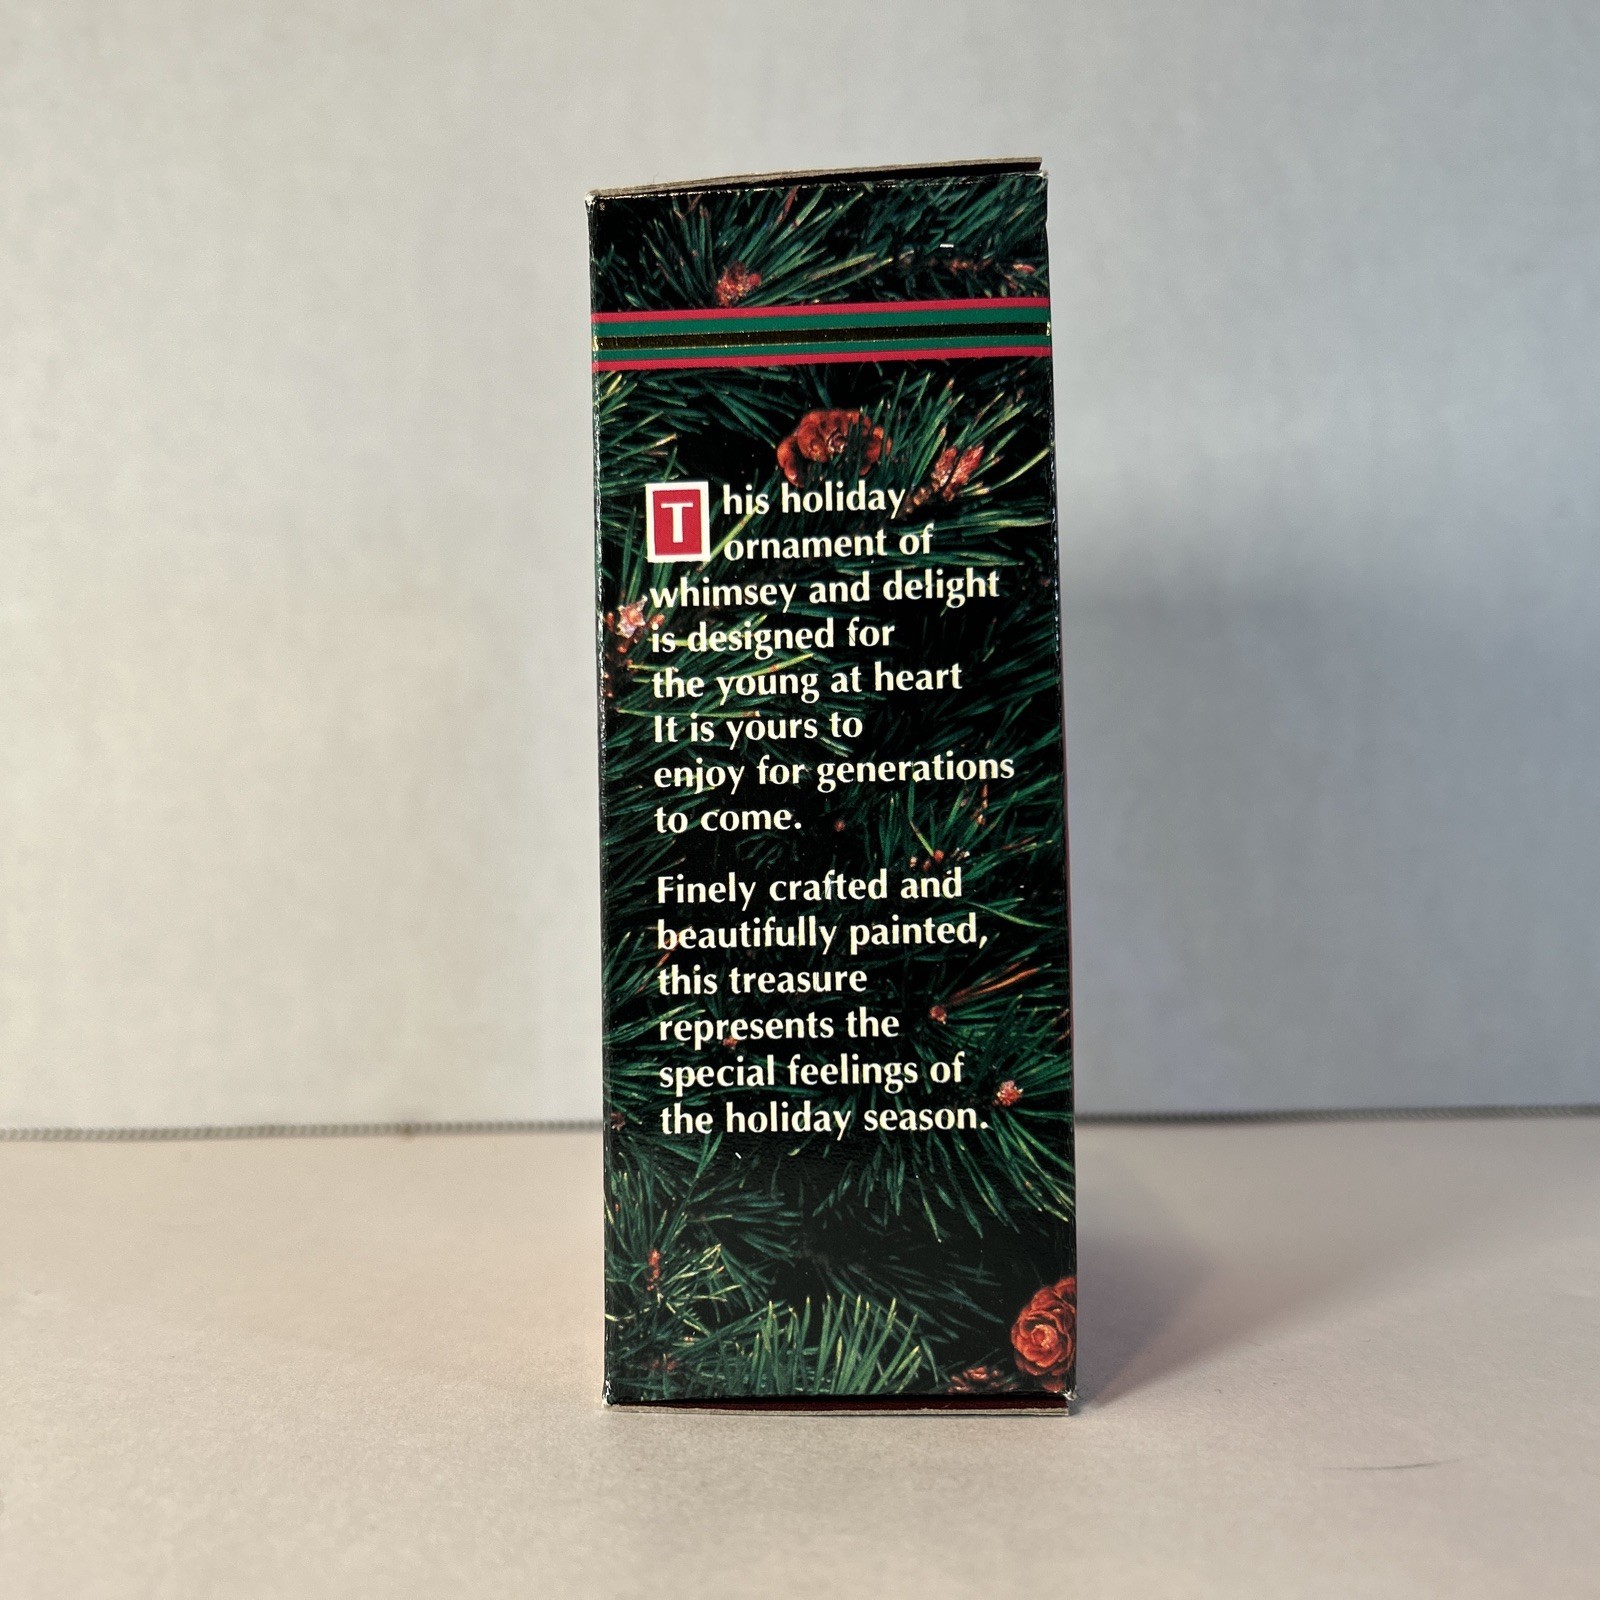 This holiday
ornament of
whimsey and delight
is designed for
the young at heart
It is yours to
enjoy for generations
to come.
Finely crafted and
beautifully painted,
this treasure
represents the
special feelings of
the holiday season.